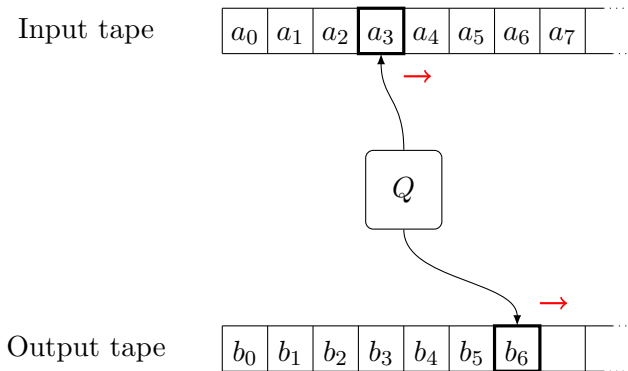 Input tape a₀ a₁ a₂ a₃ a₄ a₅ a₆ a₇
Q
Output tape b₀ b₁ b₂ b₃ b₄ b₅ b₆